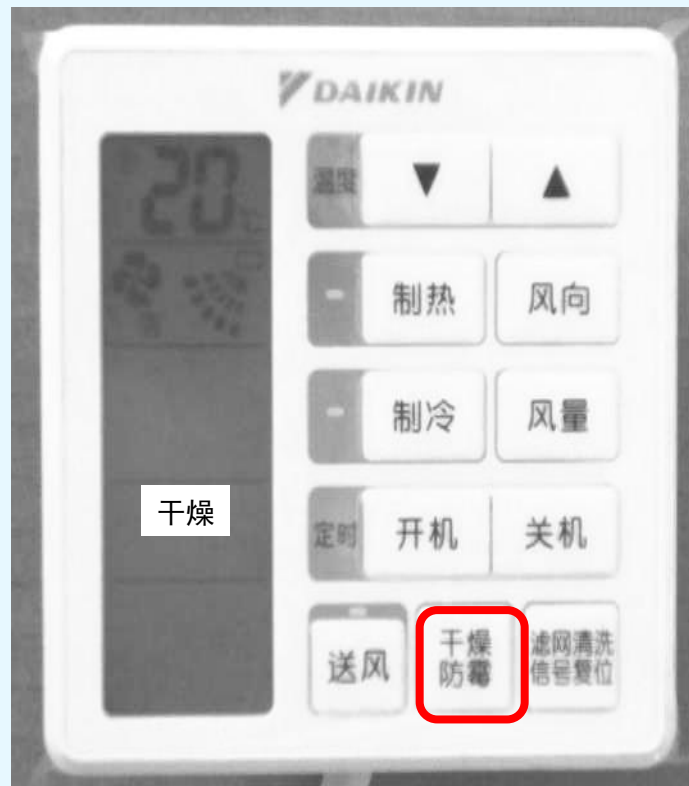 DAIKIN
20
℃
温度 ▼ ▲
制热 风向
制冷 风量
干燥
定时 开机 关机
送风
干燥
防霉
滤网清洗
信号复位